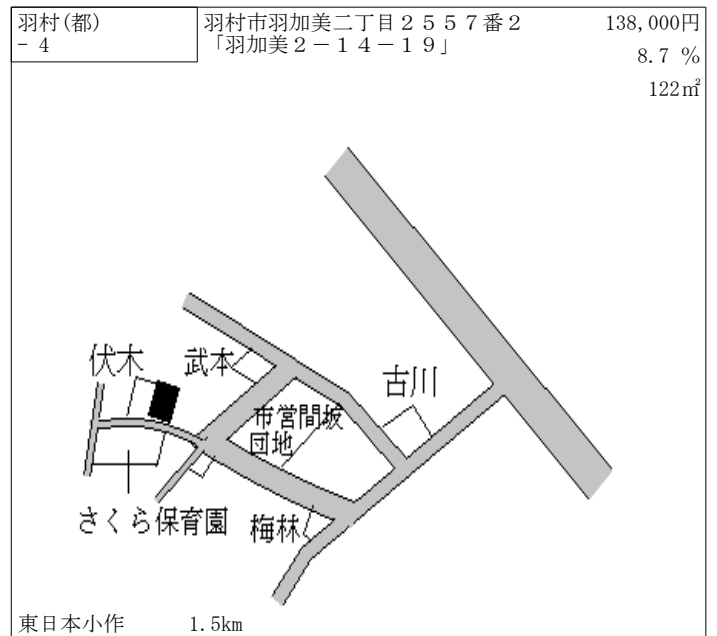 羽村(都)
- 4
羽村市羽加美二丁目２５５７番２
「羽加美２－１４－１９」
138,000円
8.7 %
122㎡
伏木
武本
古川
市営間坂
団地
さくら保育園
梅林
東日本小作 1.5km